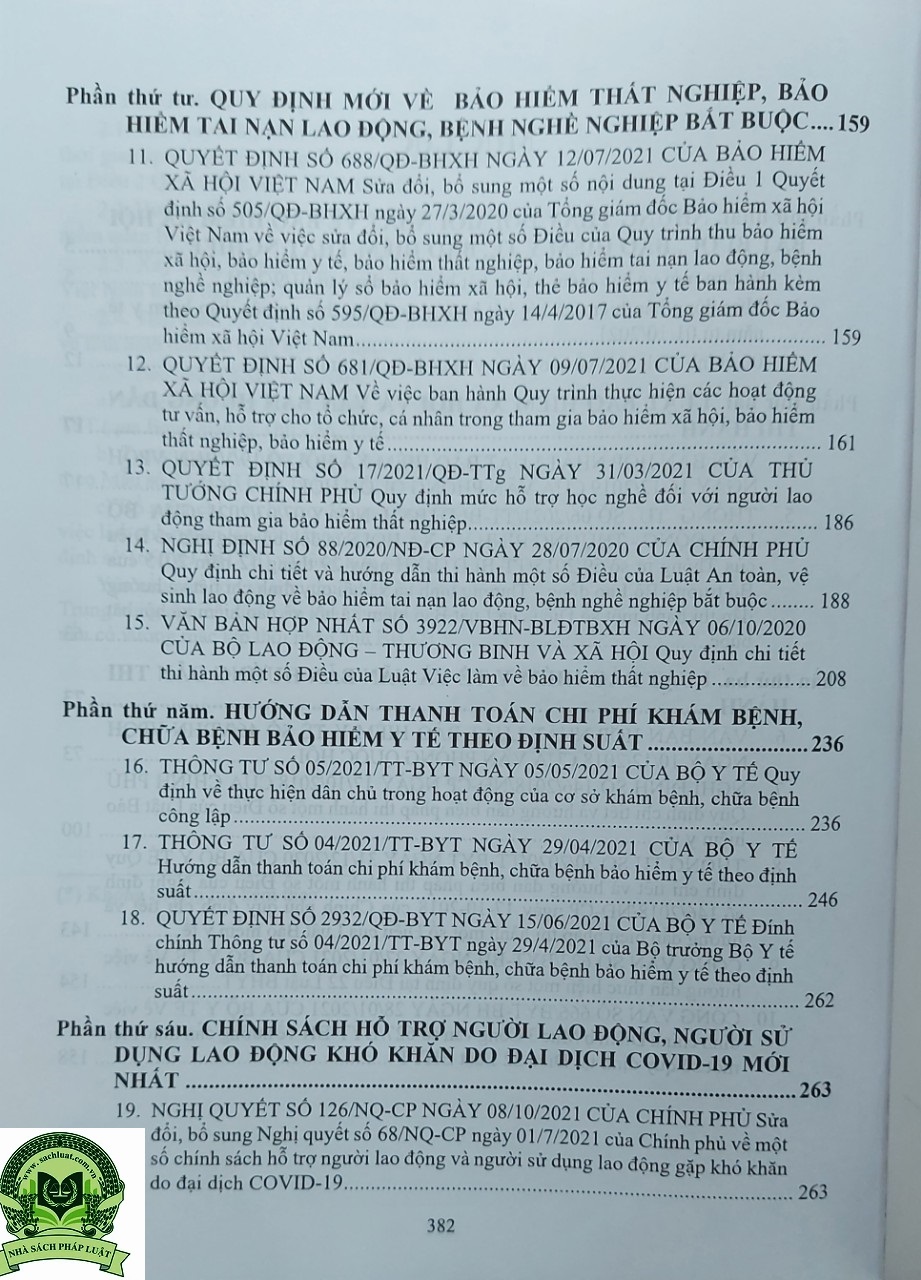 Phần thứ tư. QUY ĐỊNH MỚI VỀ BẢO HIỂM THẤT NGHIỆP, BẢO
HIỂM TAI NẠN LAO ĐỘNG, BỆNH NGHỀ NGHIỆP BẮT BUỘC.... 159
11. QUYẾT ĐỊNH SỐ 688/QĐ-BHXH NGÀY 12/07/2021 CỦA BẢO HIỂM
XÃ HỘI VIỆT NAM Sửa đổi, bổ sung một số nội dung tại Điều 1 Quyết
định số 505/QĐ-BHXH ngày 27/3/2020 của Tổng giám đốc Bảo hiểm xã hội
Việt Nam về việc sửa đổi, bổ sung một số Điều của Quy trình thu bảo hiểm
xã hội, bảo hiểm y tế, bảo hiểm thất nghiệp, bảo hiểm tai nạn lao động, bệnh
nghề nghiệp; quản lý sổ bảo hiểm xã hội, thẻ bảo hiểm y tế ban hành kèm
theo Quyết định số 595/QĐ-BHXH ngày 14/4/2017 của Tổng giám đốc Bảo
hiểm xã hội Việt Nam.......... 159
12. QUYẾT ĐỊNH SỐ 681/QĐ-BHXH NGÀY 09/07/2021 CỦA BẢO HIỂM
XÃ HỘI VIỆT NAM Về việc ban hành Quy trình thực hiện các hoạt động
tư vấn, hỗ trợ cho tổ chức, cá nhân trong tham gia bảo hiểm xã hội, bảo hiểm
thất nghiệp, bảo hiểm y tế.......... 161
13. QUYẾT ĐỊNH SỐ 17/2021/QĐ-TTg NGÀY 31/03/2021 CỦA THỦ
TƯỚNG CHÍNH PHỦ Quy định mức hỗ trợ học nghề đối với người lao
động tham gia bảo hiểm thất nghiệp.......... 186
14. NGHỊ ĐỊNH SỐ 88/2020/NĐ-CP NGÀY 28/07/2020 CỦA CHÍNH PHỦ
Quy định chi tiết và hướng dẫn thi hành một số Điều của Luật An toàn, vệ
sinh lao động về bảo hiểm tai nạn lao động, bệnh nghề nghiệp bắt buộc........ 188
15. VĂN BẢN HỢP NHẤT SỐ 3922/VBHN-BLĐTBXH NGÀY 06/10/2020
CỦA BỘ LAO ĐỘNG – THƯƠNG BINH VÀ XÃ HỘI Quy định chi tiết
thi hành một số Điều của Luật Việc làm về bảo hiểm thất nghiệp .......... 208
Phần thứ năm. HƯỚNG DẪN THANH TOÁN CHI PHÍ KHÁM BỆNH,
CHỮA BỆNH BẢO HIỂM Y TẾ THEO ĐỊNH SUẤT .......... 236
16. THÔNG TƯ SỐ 05/2021/TT-BYT NGÀY 05/05/2021 CỦA BỘ Y TẾ Quy
định về thực hiện dân chủ trong hoạt động của cơ sở khám bệnh, chữa bệnh
công lập.......... 236
17. THÔNG TƯ SỐ 04/2021/TT-BYT NGÀY 29/04/2021 CỦA BỘ Y TẾ
Hướng dẫn thanh toán chi phí khám bệnh, chữa bệnh bảo hiểm y tế theo định
suất.......... 246
18. QUYẾT ĐỊNH SỐ 2932/QĐ-BYT NGÀY 15/06/2021 CỦA BỘ Y TẾ Đính
chính Thông tư số 04/2021/TT-BYT ngày 29/4/2021 của Bộ trưởng Bộ Y tế
hướng dẫn thanh toán chi phí khám bệnh, chữa bệnh bảo hiểm y tế theo định
suất.......... 262
Phần thứ sáu. CHÍNH SÁCH HỖ TRỢ NGƯỜI LAO ĐỘNG, NGƯỜI SỬ
DỤNG LAO ĐỘNG KHÓ KHĂN DO ĐẠI DỊCH COVID-19 MỚI
NHẤT .......... 263
19. NGHỊ QUYẾT SỐ 126/NQ-CP NGÀY 08/10/2021 CỦA CHÍNH PHỦ Sửa
đổi, bổ sung Nghị quyết số 68/NQ-CP ngày 01/7/2021 của Chính phủ về một
số chính sách hỗ trợ người lao động và người sử dụng lao động gặp khó khăn
do đại dịch COVID-19.......... 263
382
www.sachluat.com.vn
NHÀ SÁCH PHÁP LUẬT